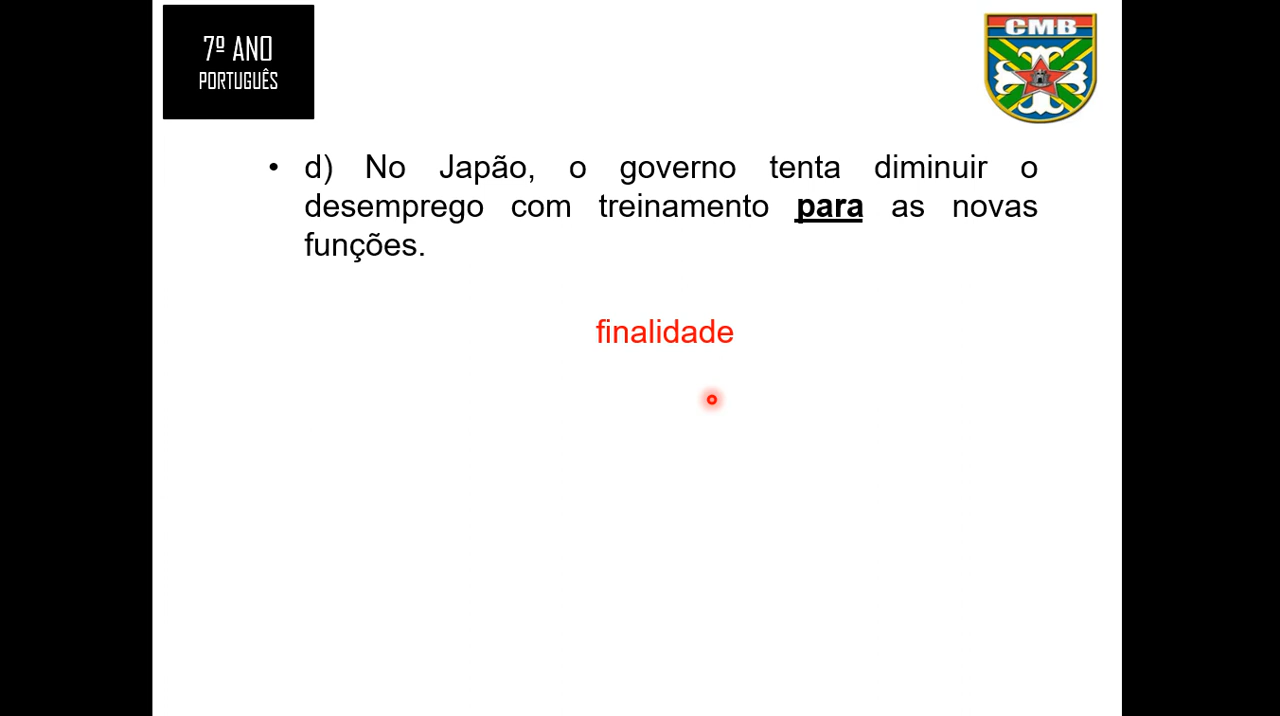 7º ANO
PORTUGUÊS
CMB
• d) No Japão, o governo tenta diminuir o
desemprego com treinamento para as novas
funções.
finalidade